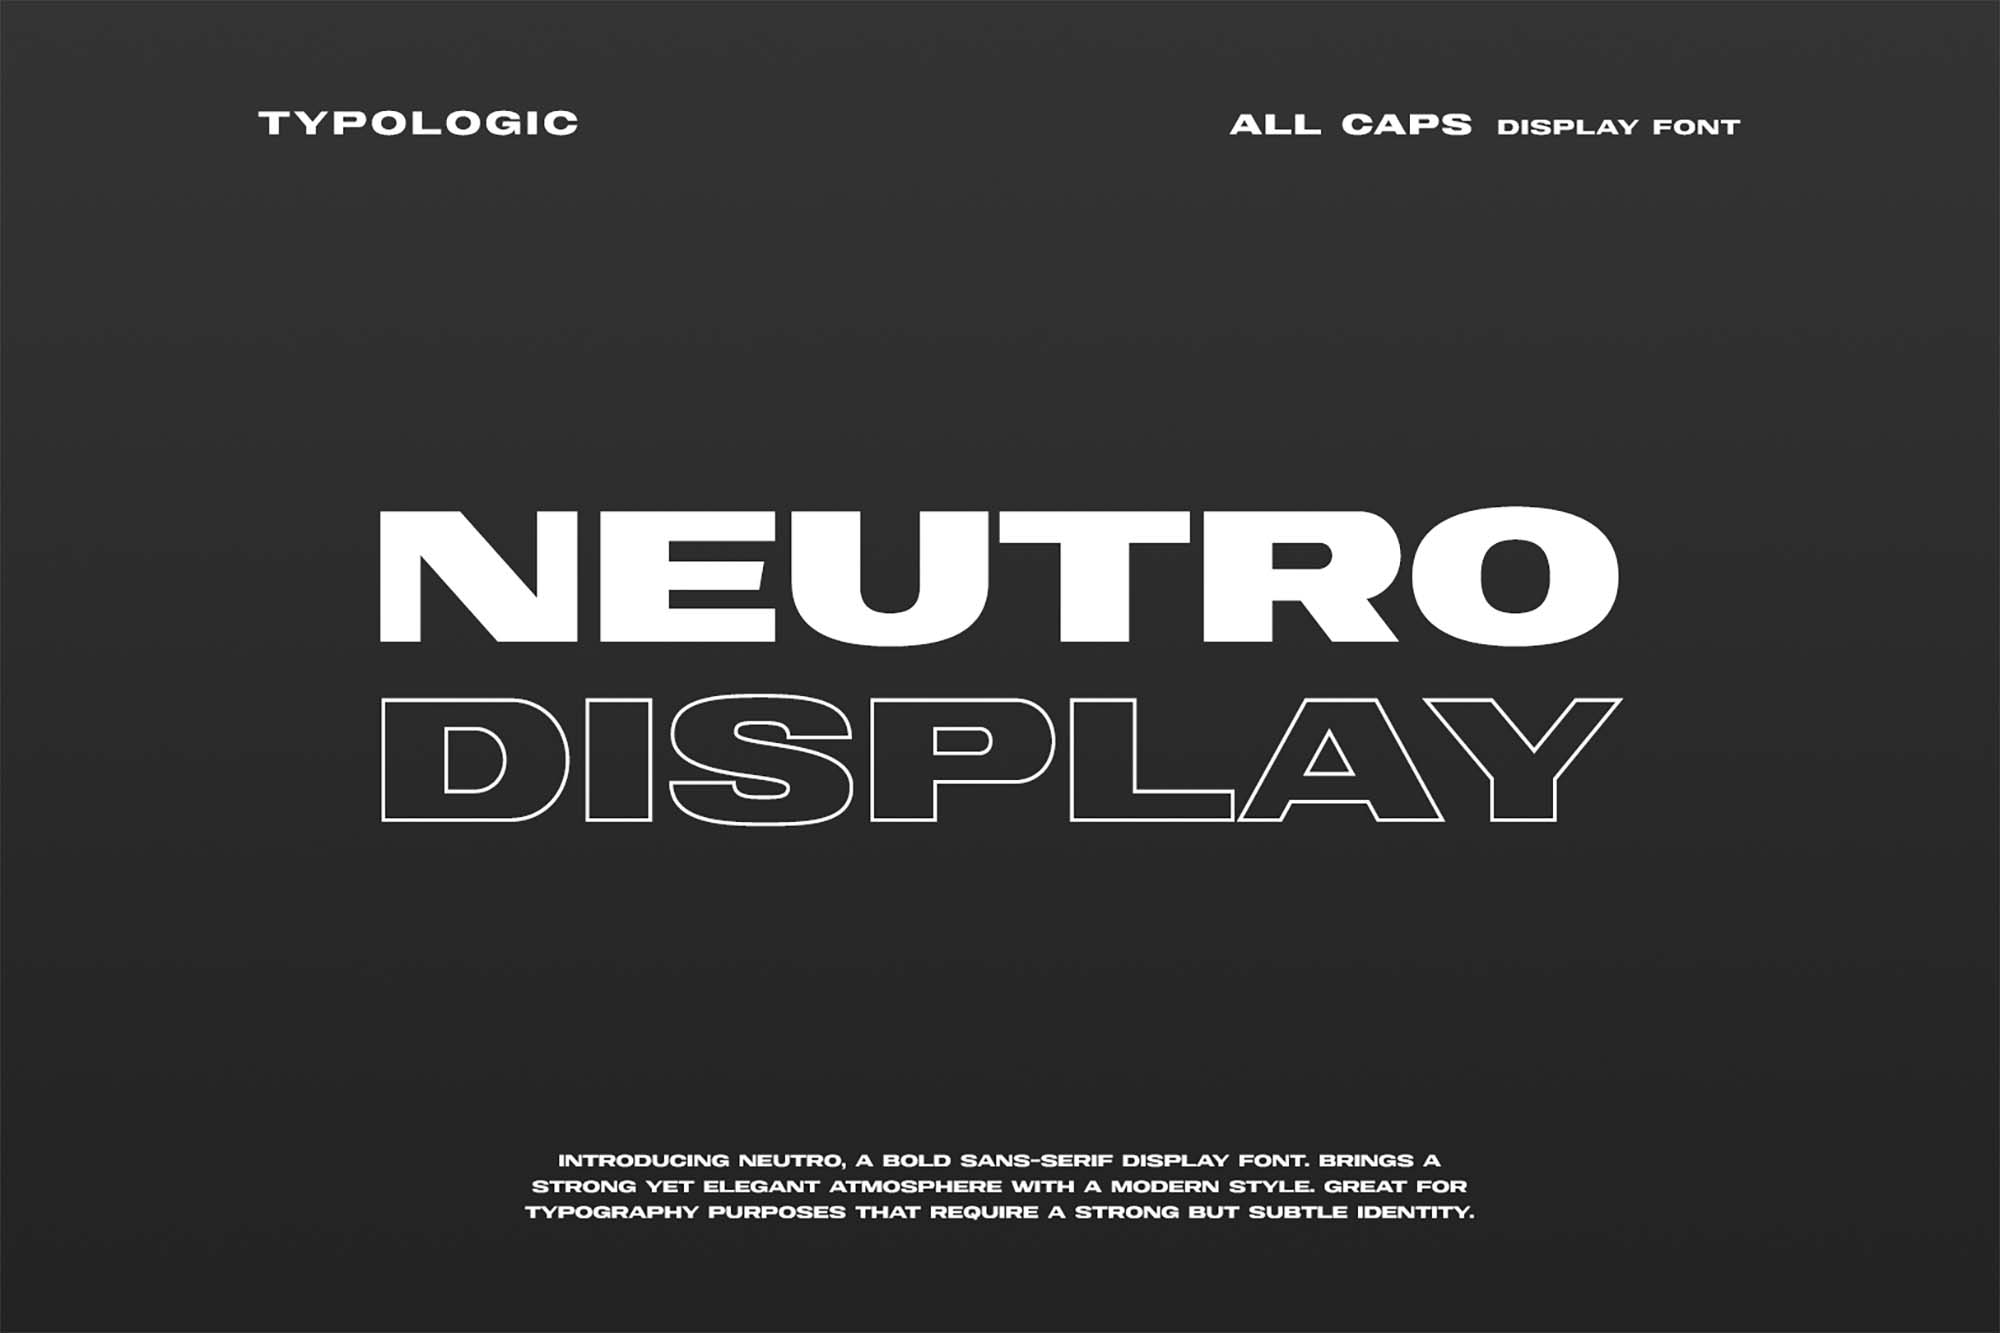 TYPOLOGIC
ALL CAPS DISPLAY FONT
NEUTRO
DISPLAY
INTRODUCING NEUTRO, A BOLD SANS-SERIF DISPLAY FONT. BRINGS A
STRONG YET ELEGANT ATMOSPHERE WITH A MODERN STYLE. GREAT FOR
TYPOGRAPHY PURPOSES THAT REQUIRE A STRONG BUT SUBTLE IDENTITY.